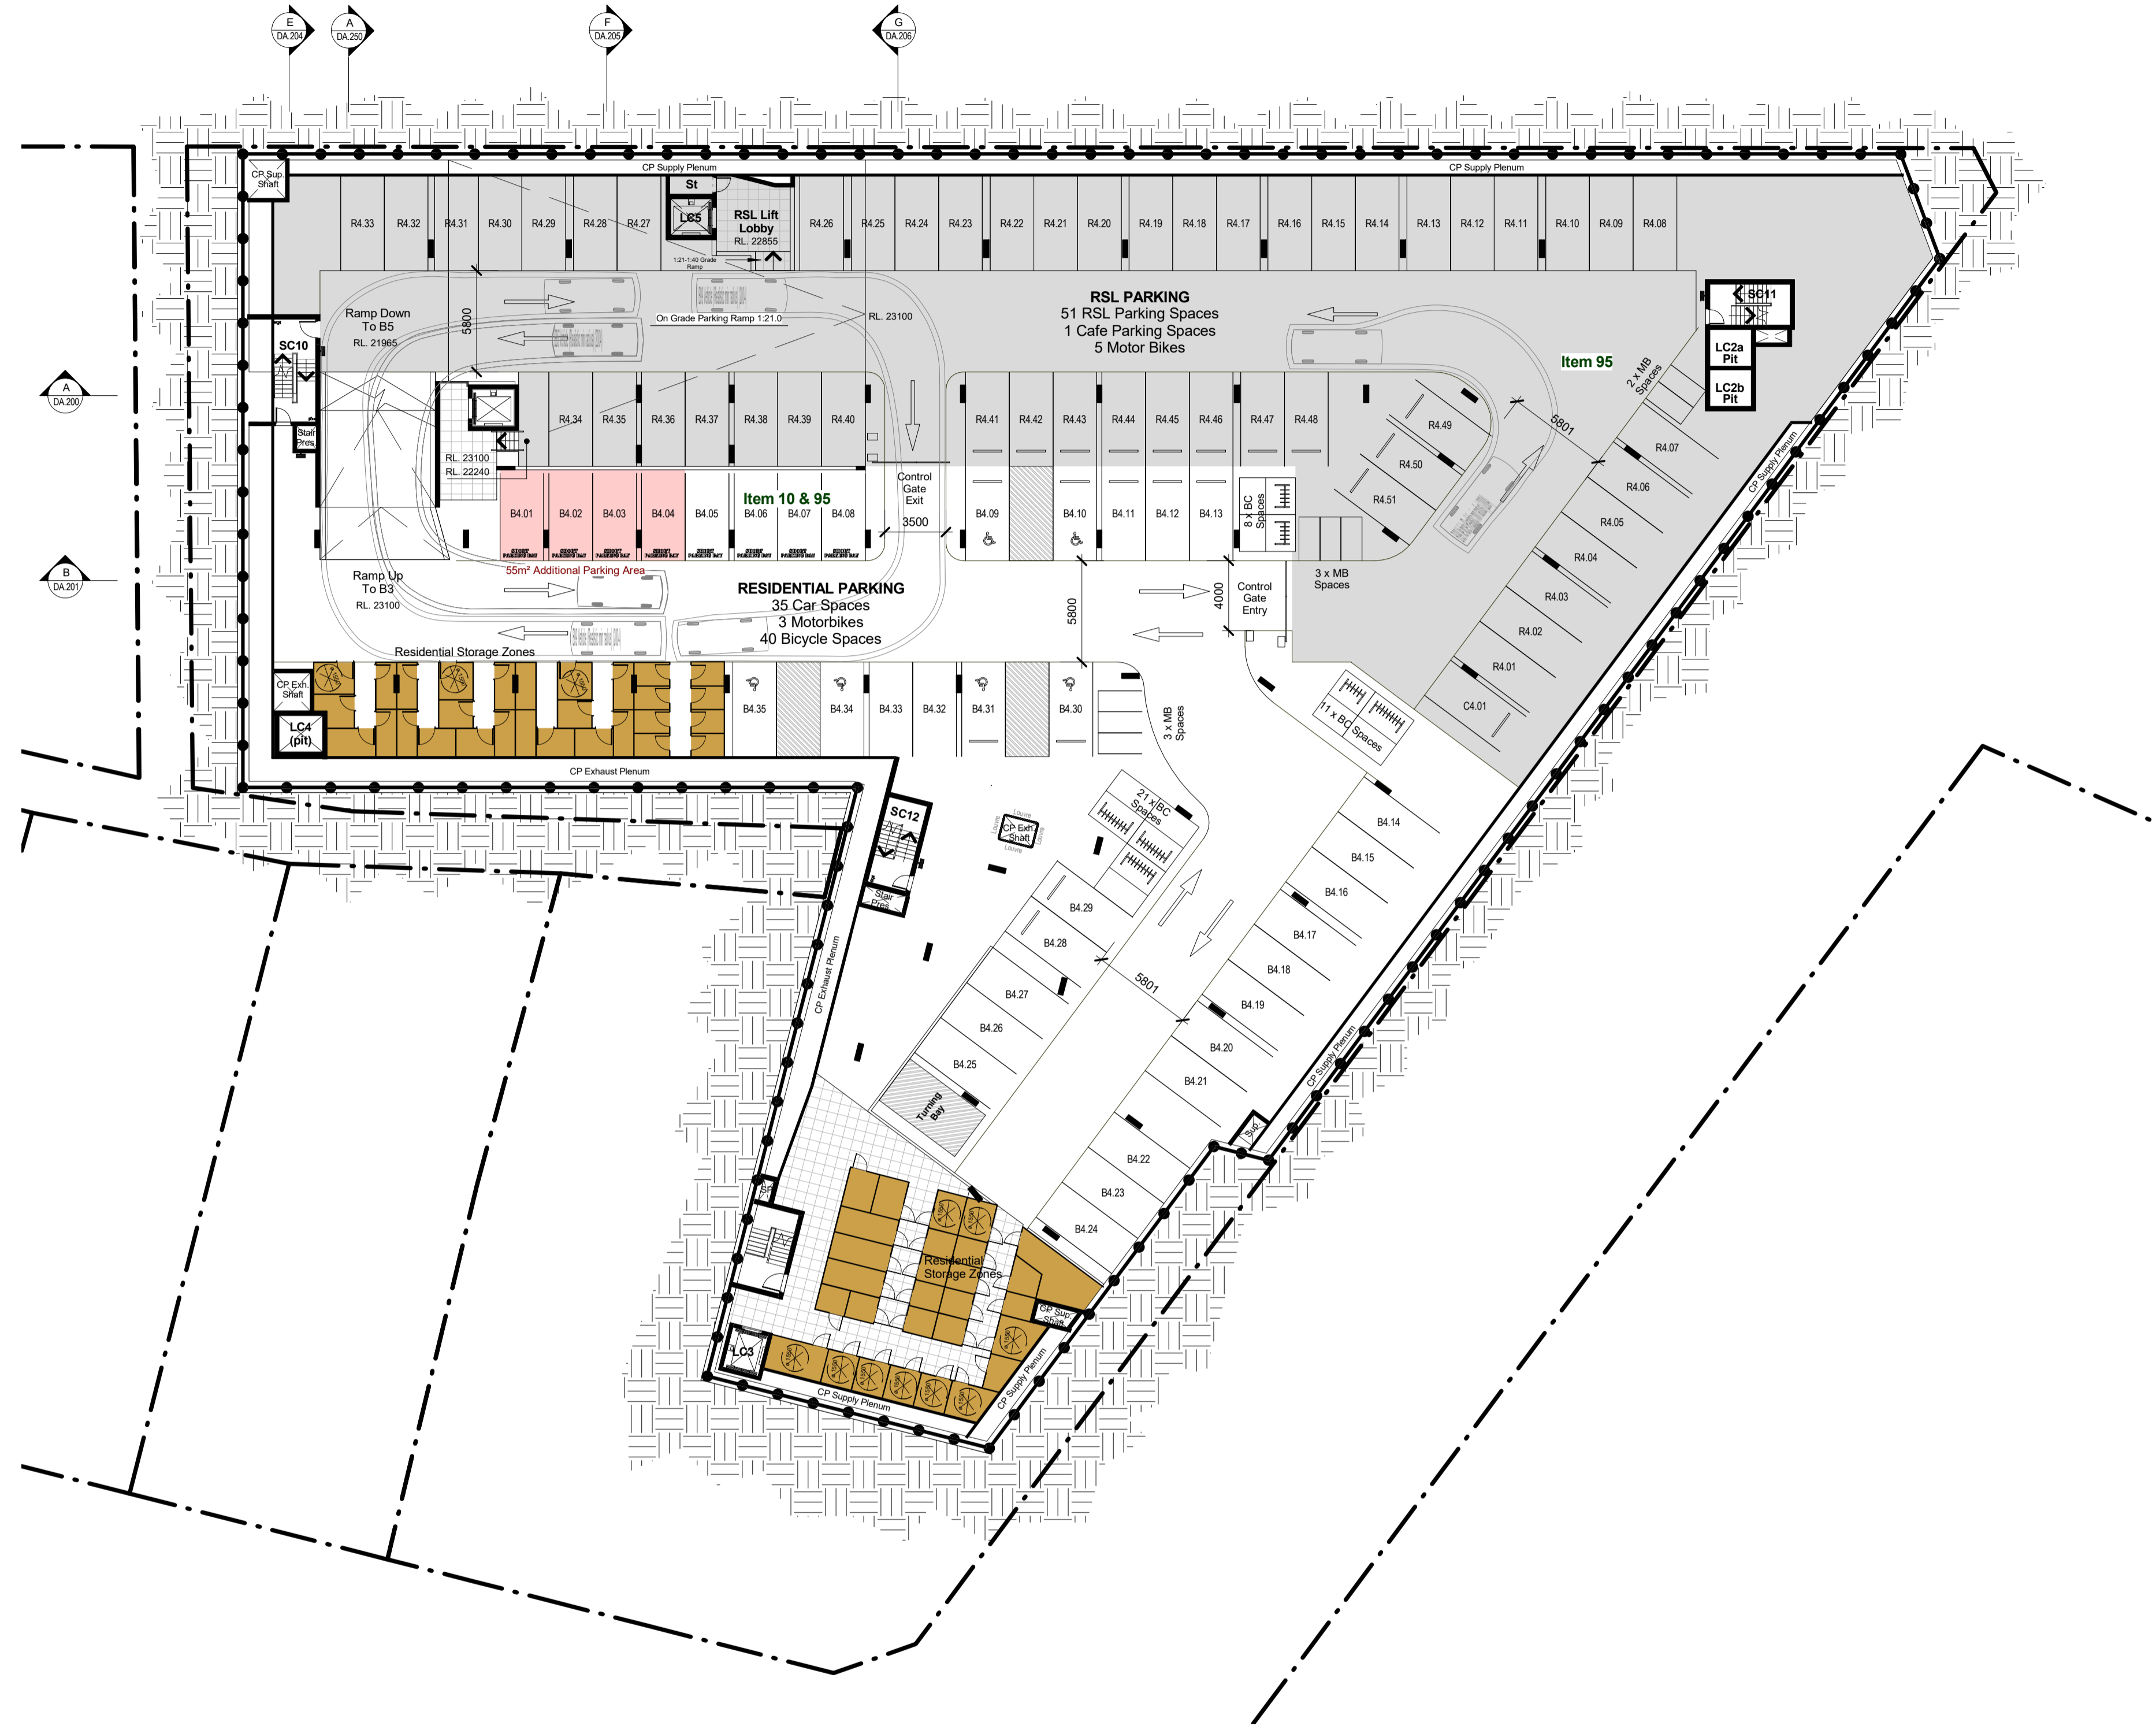 E
DA.204
A
DA.250
F
DA.205
G
DA.206
CP Supply Plenum
CP Supply Plenum
CP Sup.
Shaft
St
LC5
RSL Lift
Lobby
RL. 22855
1:21-1:40 Grade
Ramp
R4.33
R4.32
R4.31
R4.30
R4.29
R4.28
R4.27
R4.26
R4.25
R4.24
R4.23
R4.22
R4.21
R4.20
R4.19
R4.18
R4.17
R4.16
R4.15
R4.14
R4.13
R4.12
R4.11
R4.10
R4.09
R4.08
Ramp Down
To B5
RL. 21965
5800
On Grade Parking Ramp 1:21.0
RL. 23100
RSL PARKING
51 RSL Parking Spaces
1 Cafe Parking Spaces
5 Motor Bikes
Item 95
SC11
LC2a
Pit
LC2b
Pit
2 x MB
Spaces
SC10
Stair
Pres.
A
DA.200
B
DA.201
R4.34
R4.35
R4.36
R4.37
R4.38
R4.39
R4.40
R4.41
R4.42
R4.43
R4.44
R4.45
R4.46
R4.47
R4.48
R4.49
R4.50
R4.51
5801
R4.07
R4.06
R4.05
R4.04
R4.03
R4.02
R4.01
C4.01
CP Supply Plenum
RL. 23100
RL. 22240
Item 10 & 95
Control
Gate
Exit
3500
B4.01
B4.02
B4.03
B4.04
B4.05
B4.06
B4.07
B4.08
B4.09
B4.10
B4.11
B4.12
B4.13
8 x BC
Spaces
3 x MB
Spaces
55m² Additional Parking Area
Ramp Up
To B3
RL. 23100
RESIDENTIAL PARKING
35 Car Spaces
3 Motorbikes
40 Bicycle Spaces
5800
4000
Control
Gate
Entry
Residential Storage Zones
CP Exh.
Shaft
LC4
(pit)
B4.35
B4.34
B4.33
B4.32
B4.31
B4.30
3 x MB
Spaces
11 x BC Spaces
CP Exhaust Plenum
SC12
Stair
Pres.
Louvre
Louvre
CP Exh.
Shaft
Louvre
Louvre
21 x BC
Spaces
B4.14
B4.15
B4.16
B4.17
B4.18
B4.19
B4.20
B4.21
B4.22
B4.23
B4.24
B4.29
B4.28
B4.27
B4.26
B4.25
5801
Turning
Bay
CP Exhaust Plenum
CP Supply Plenum
Sup.
SP
Residential
Storage Zones
CP Sup.
Shaft
LC3
CP Supply Plenum
CP Supply Plenum